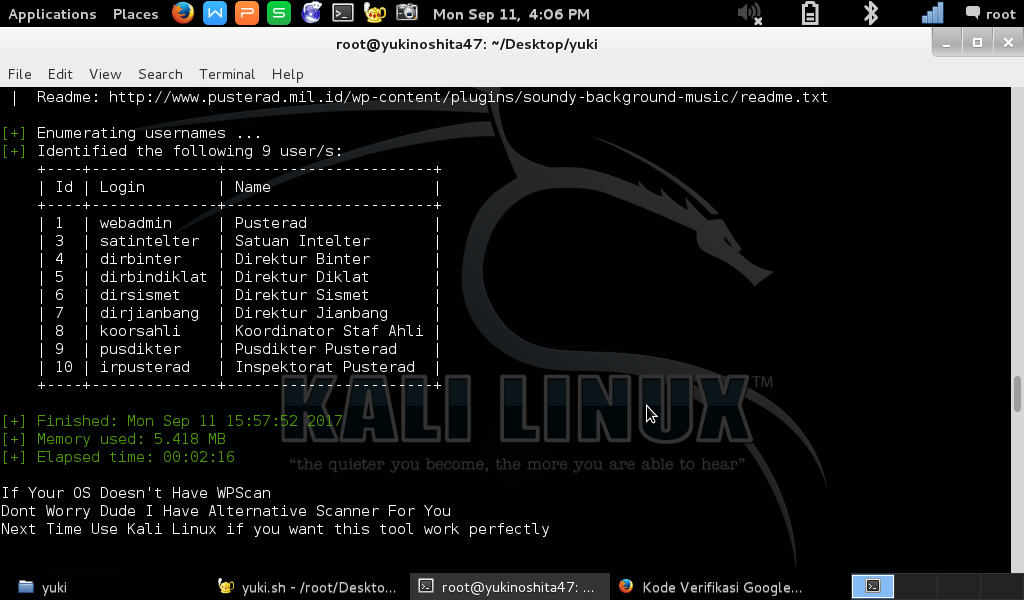 Applications Places Mon Sep 11, 4:06 PM root
root@yukinoshita47: ~/Desktop/yuki
File Edit View Search Terminal Help
| Readme: http://www.pusterad.mil.id/wp-content/plugins/soundy-background-music/readme.txt
[+] Enumerating usernames ...
[+] Identified the following 9 user/s:
+----+--------------+----------------------+
| Id | Login | Name |
+----+--------------+----------------------+
| 1 | webadmin | Pusterad |
| 3 | satintelter | Satuan Intelter |
| 4 | dirbinter | Direktur Binter |
| 5 | dirbindiklat | Direktur Diklat |
| 6 | dirsismet | Direktur Sismet |
| 7 | dirjianbang | Direktur Jianbang |
| 8 | koorsahli | Koordinator Staf Ahli |
| 9 | pusdikter | Pusdikter Pusterad |
| 10 | irpusterad | Inspektorat Pusterad |
+----+--------------+----------------------+
KALI LINUX™
[+] Finished: Mon Sep 11 15:57:52 2017
[+] Memory used: 5.418 MB
[+] Elapsed time: 00:02:16
“the quieter you become, the more you are able to hear”
If Your OS Doesn't Have WPScan
Dont Worry Dude I Have Alternative Scanner For You
Next Time Use Kali Linux if you want this tool work perfectly
yuki yuki.sh - /root/Deskto... root@yukinoshita47: ... Kode Verifikasi Google...